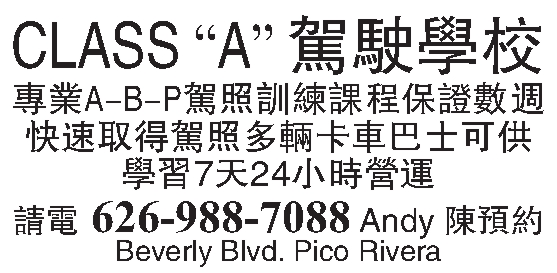 CLASS “A” 駕駛學校
專業A-B-P駕照訓練課程保證數週
快速取得駕照多輛卡車巴士可供
學習7天24小時營運
請電 626-988-7088 Andy 陳預約
Beverly Blvd. Pico Rivera